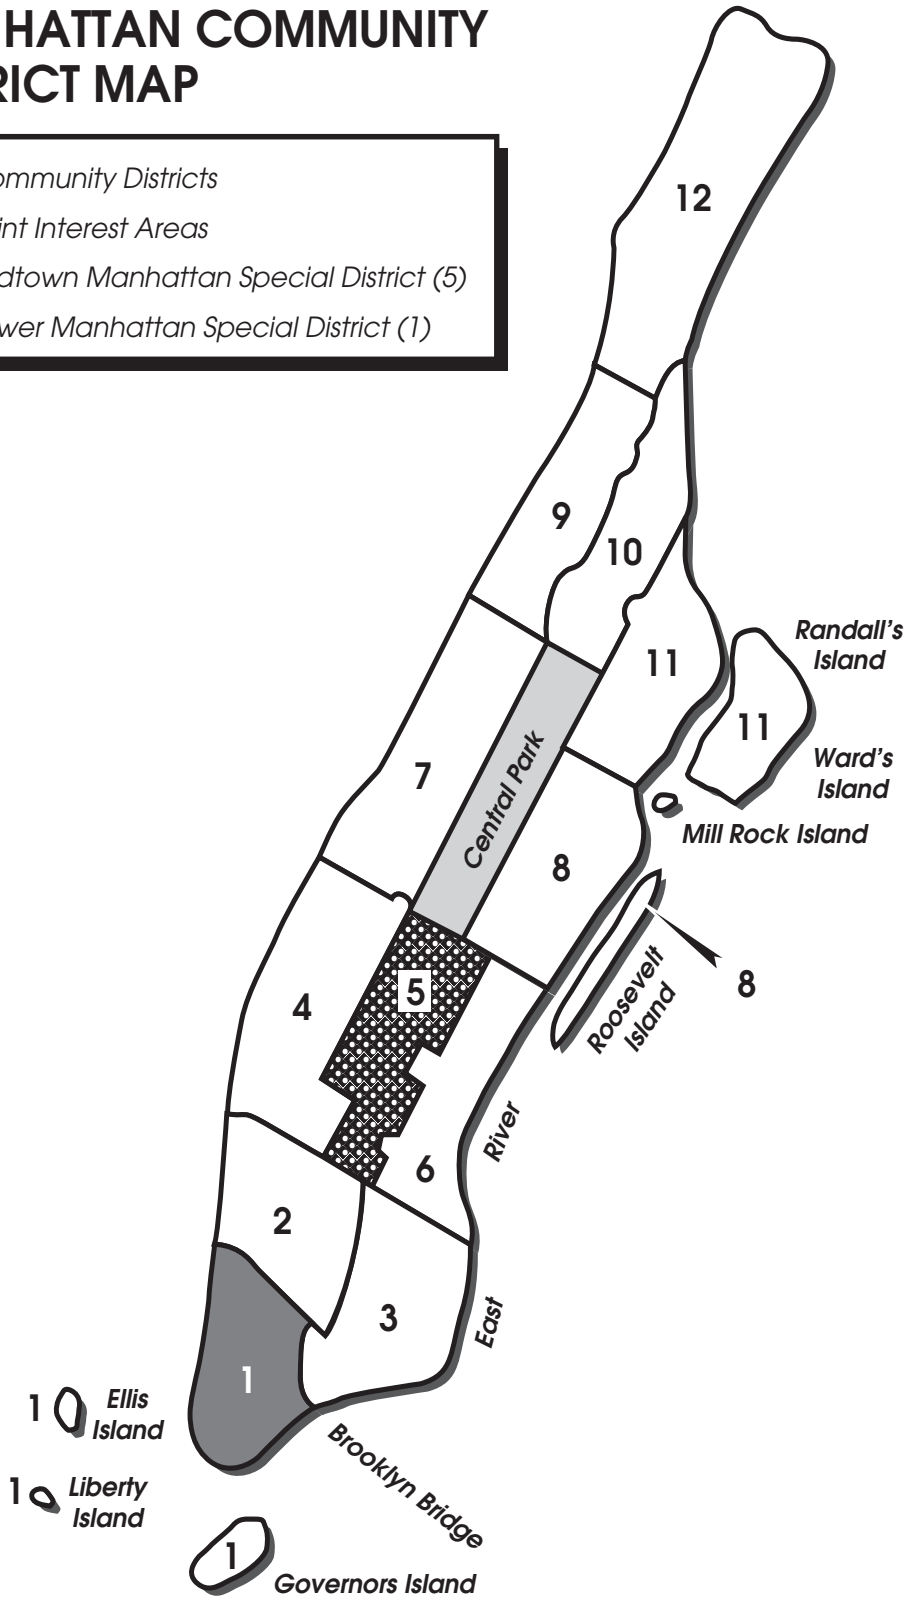 HATTAN COMMUNITY
RICT MAP
ommunity Districts
int Interest Areas
dtown Manhattan Special District (5)
wer Manhattan Special District (1)
12
9
10
11
Randall's
Island
11
Ward's
Island
Mill Rock Island
7
Central Park
8
8
Roosevelt
Island
5
4
River
6
2
3
East
1
1
Ellis
Island
1
Liberty
Island
Brooklyn Bridge
1
Governors Island